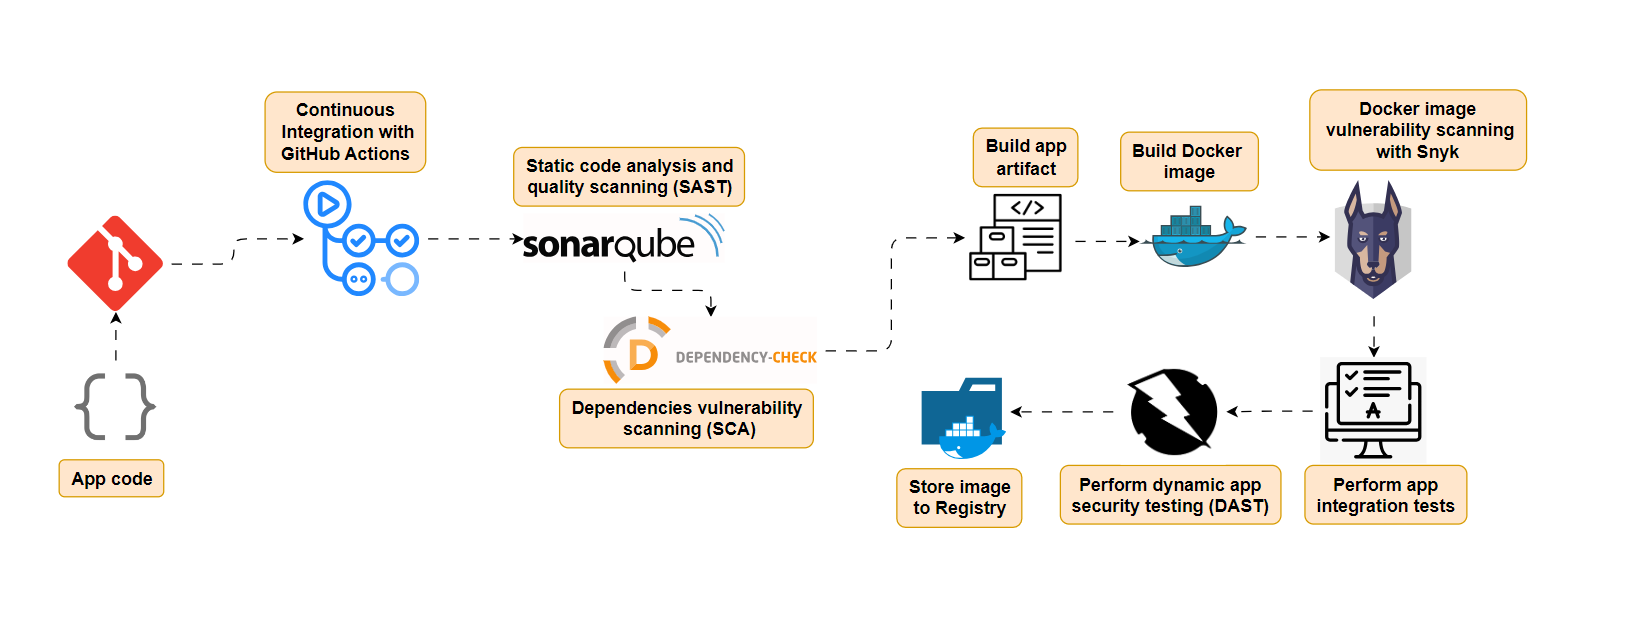 Continuous
Integration with
GitHub Actions
Static code analysis and
quality scanning (SAST)
sonarqube
Build app
artifact
</>
Build Docker
image
Docker image
vulnerability scanning
with Snyk
D
DEPENDENCY-CHECK
Dependencies vulnerability
scanning (SCA)
{ }
App code
Store image
to Registry
Perform dynamic app
security testing (DAST)
A
Perform app
integration tests